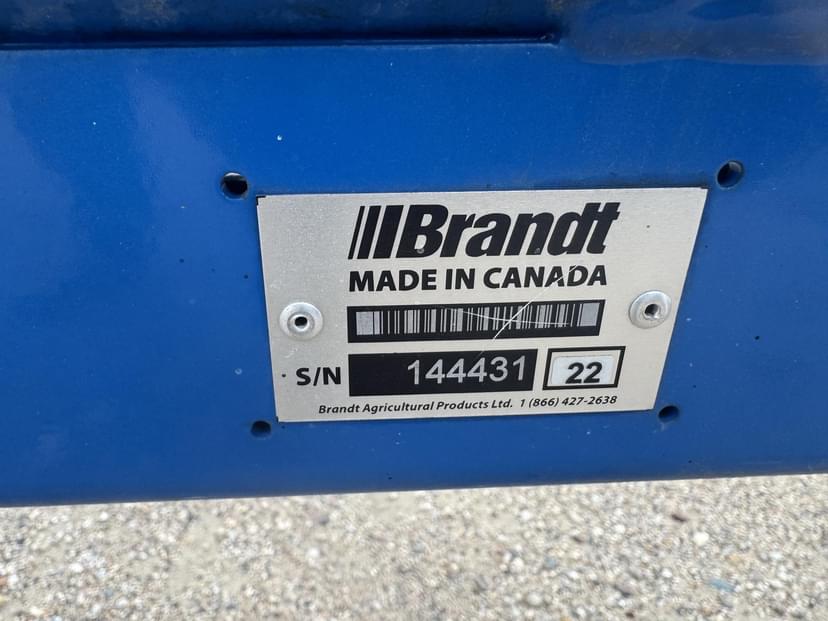 Brandt
MADE IN CANADA
S/N 144431 22
Brandt Agricultural Products Ltd. 1 (866) 427-2638